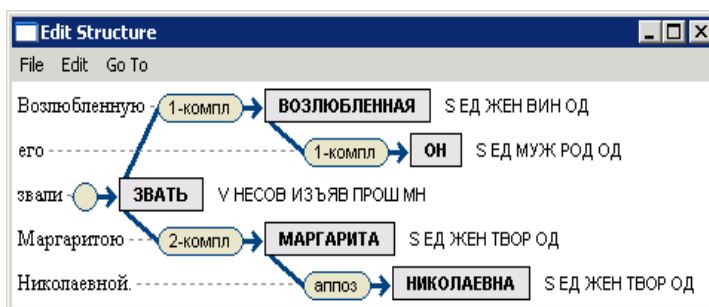 Edit Structure
File Edit Go To
Возлюбленную 1-компл ВОЗЛЮБЛЕННАЯ S ЕД ЖЕН ВИН ОД
его 1-компл ОН S ЕД МУЖ РОД ОД
звали ЗВАТЬ V НЕСОВ ИЗЪЯВ ПРОШ МН
Маргаритою 2-компл МАРГАРИТА S ЕД ЖЕН ТВОР ОД
Николаевной. аппоз НИКОЛАЕВНА S ЕД ЖЕН ТВОР ОД